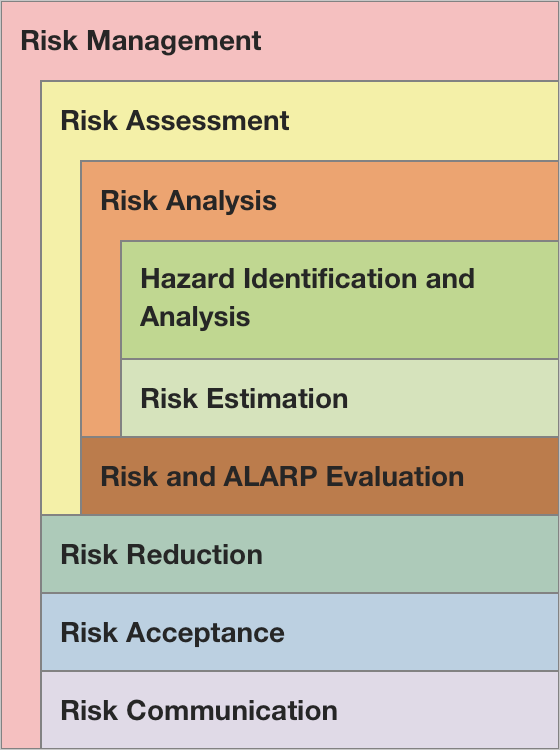 Risk Management
Risk Assessment
Risk Analysis
Hazard Identification and
Analysis
Risk Estimation
Risk and ALARP Evaluation
Risk Reduction
Risk Acceptance
Risk Communication